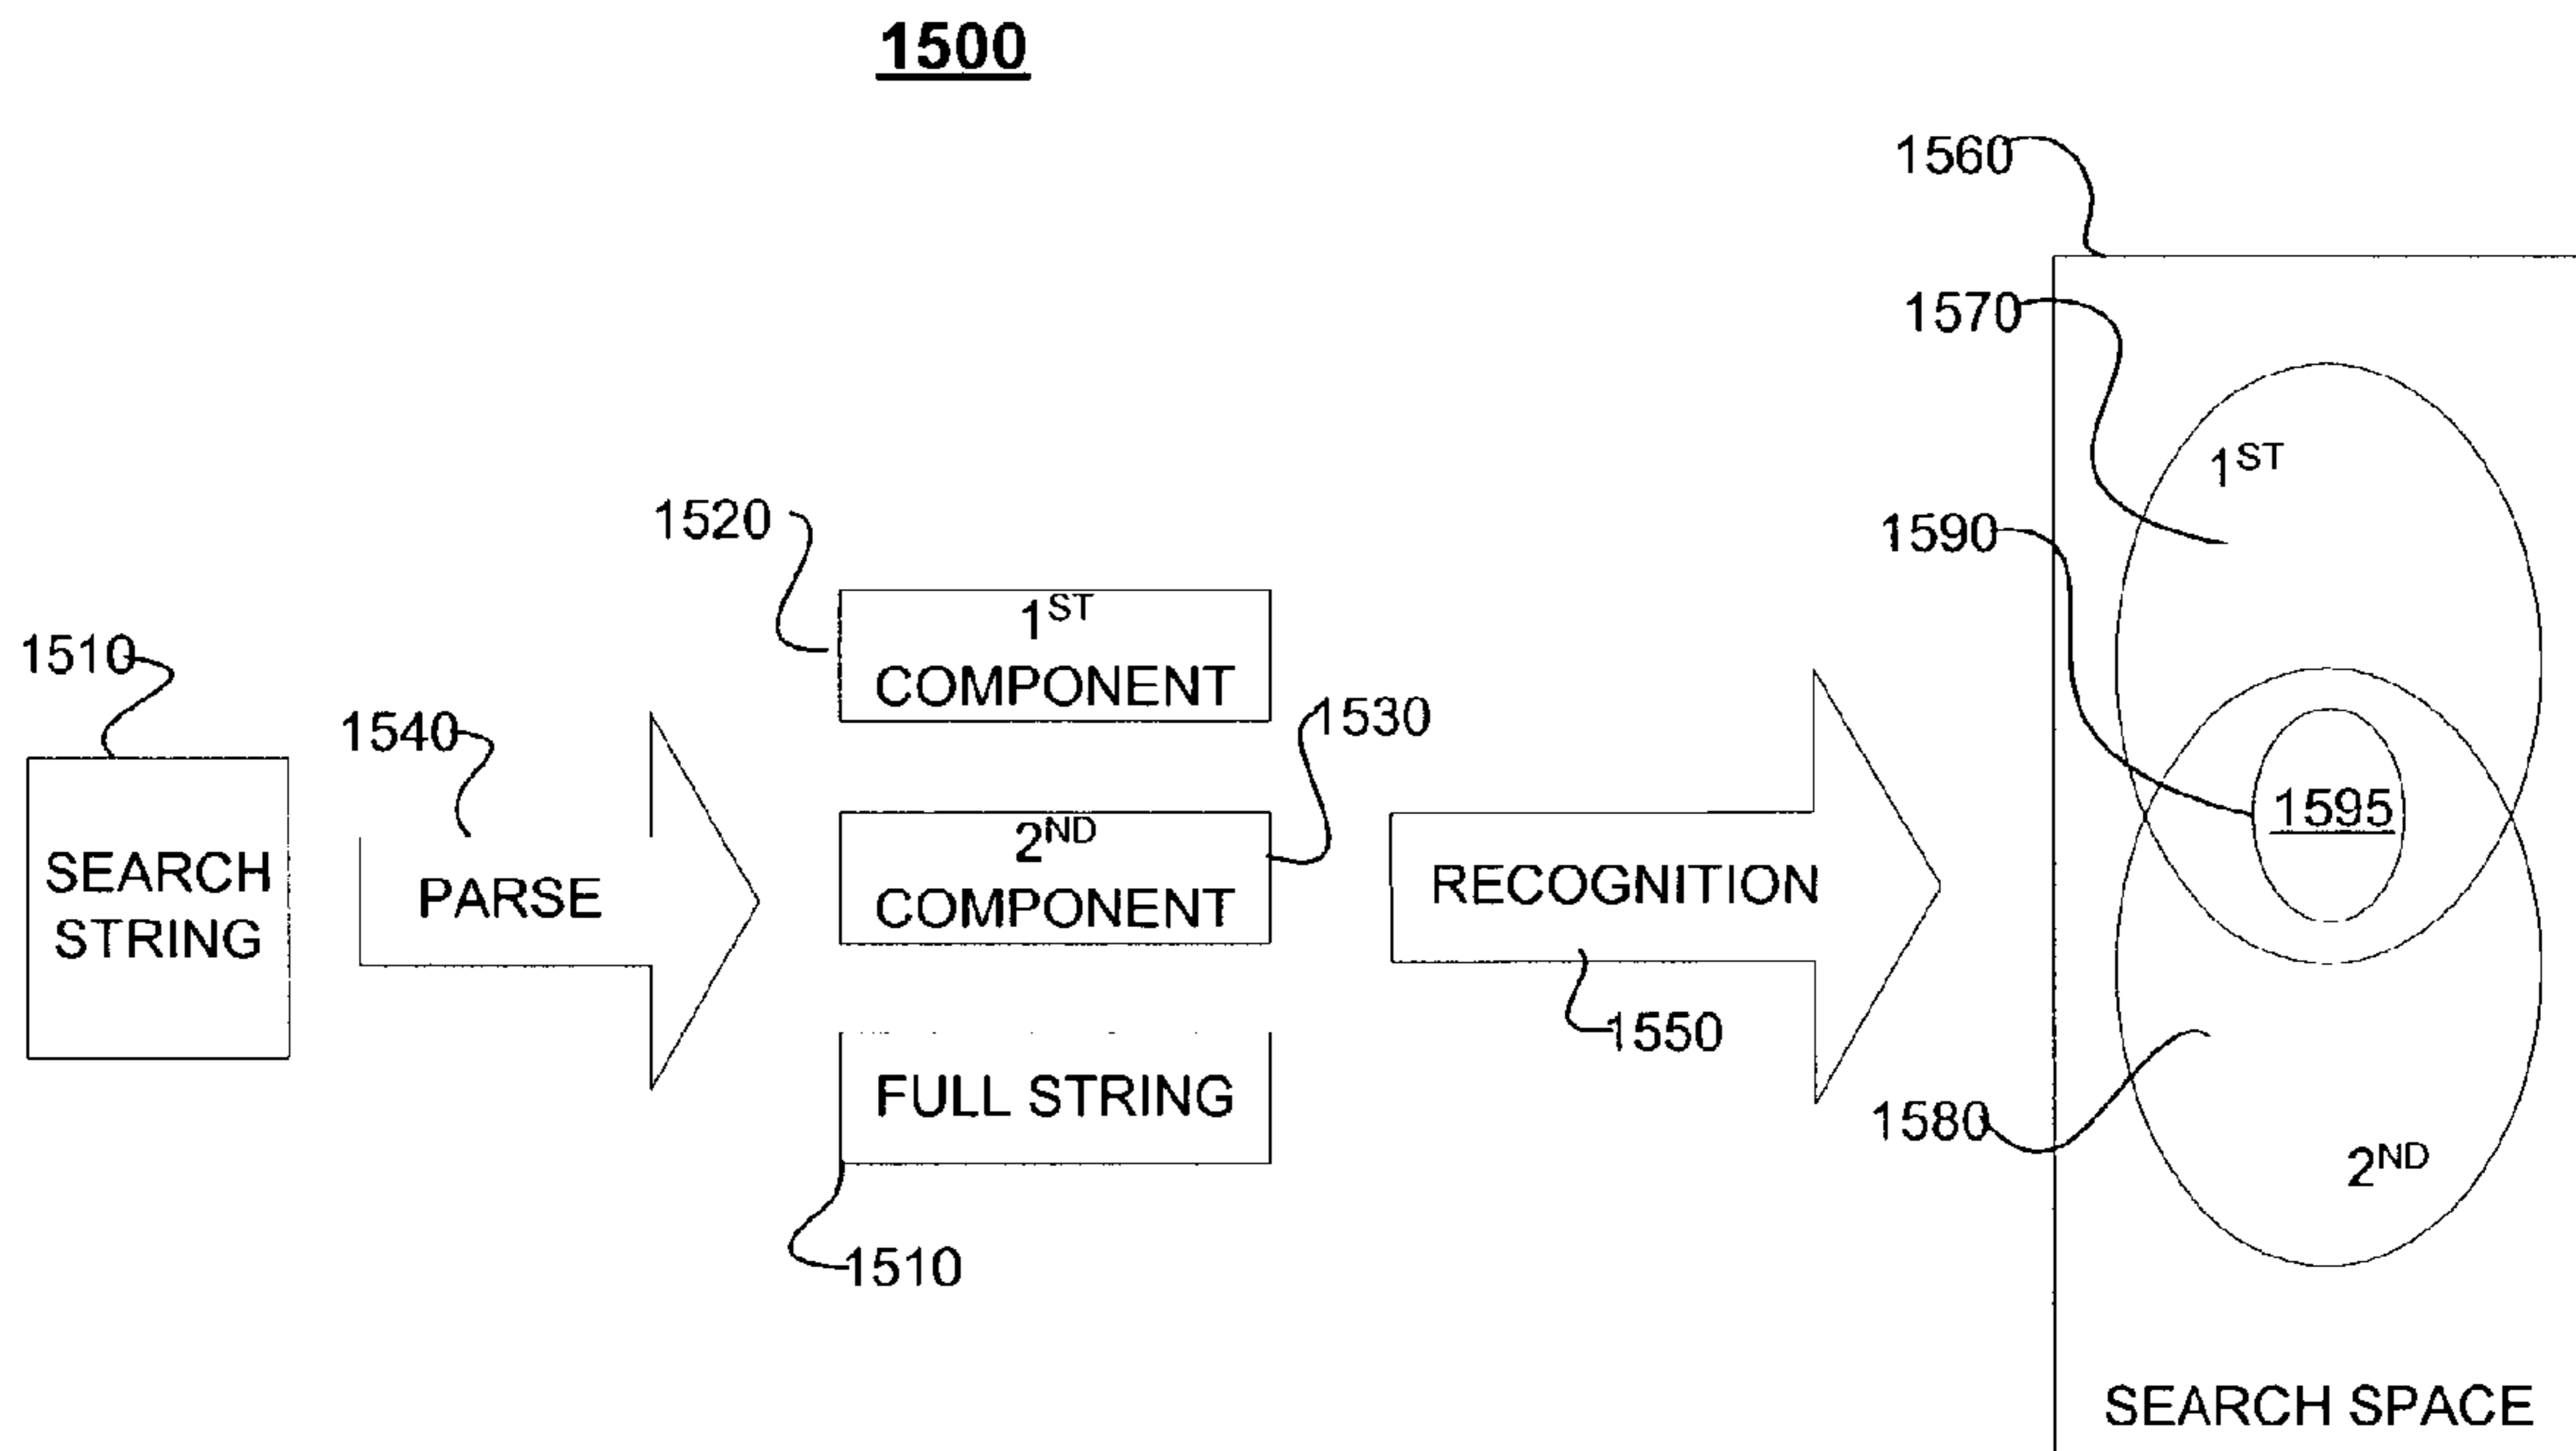 1500
1560
1570
1ST
1590
1520
1ST
COMPONENT
1510
1540
1530
1595
2ND
COMPONENT
SEARCH
STRING
PARSE
RECOGNITION
1550
FULL STRING
1580
2ND
1510
SEARCH SPACE